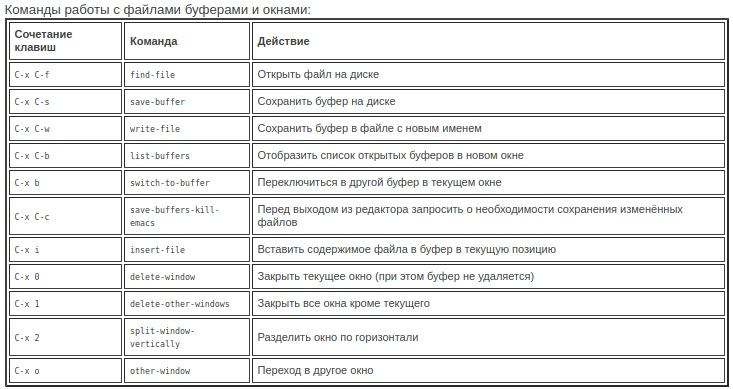 Команды работы с файлами буферами и окнами:
Сочетание клавиш Команда Действие
C-x C-f find-file Открыть файл на диске
C-x C-s save-buffer Сохранить буфер на диске
C-x C-w write-file Сохранить буфер в файле с новым именем
C-x C-b list-buffers Отобразить список открытых буферов в новом окне
C-x b switch-to-buffer Переключиться в другой буфер в текущем окне
C-x C-c save-buffers-kill-emacs Перед выходом из редактора запросить о необходимости сохранения изменённых файлов
C-x i insert-file Вставить содержимое файла в буфер в текущую позицию
C-x 0 delete-window Закрыть текущее окно (при этом буфер не удаляется)
C-x 1 delete-other-windows Закрыть все окна кроме текущего
C-x 2 split-window-vertically Разделить окно по горизонтали
C-x o other-window Переход в другое окно